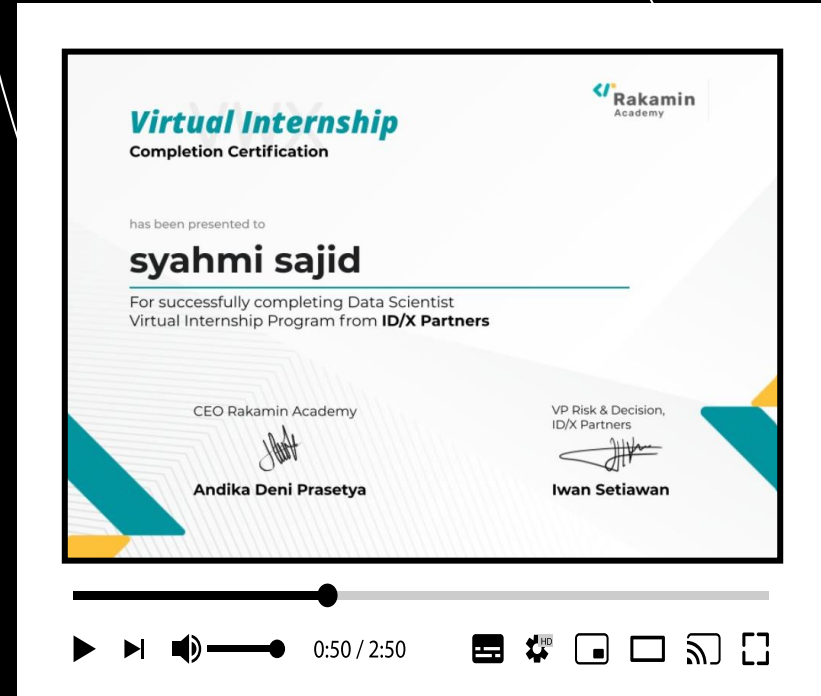 Virtual Internship
Completion Certification
Rakamin
Academy
has been presented to
syahmi sajid
For successfully completing Data Scientist
Virtual Internship Program from ID/X Partners
CEO Rakamin Academy
Andika Deni Prasetya
VP Risk & Decision,
ID/X Partners
Iwan Setiawan
0:50 / 2:50
HD